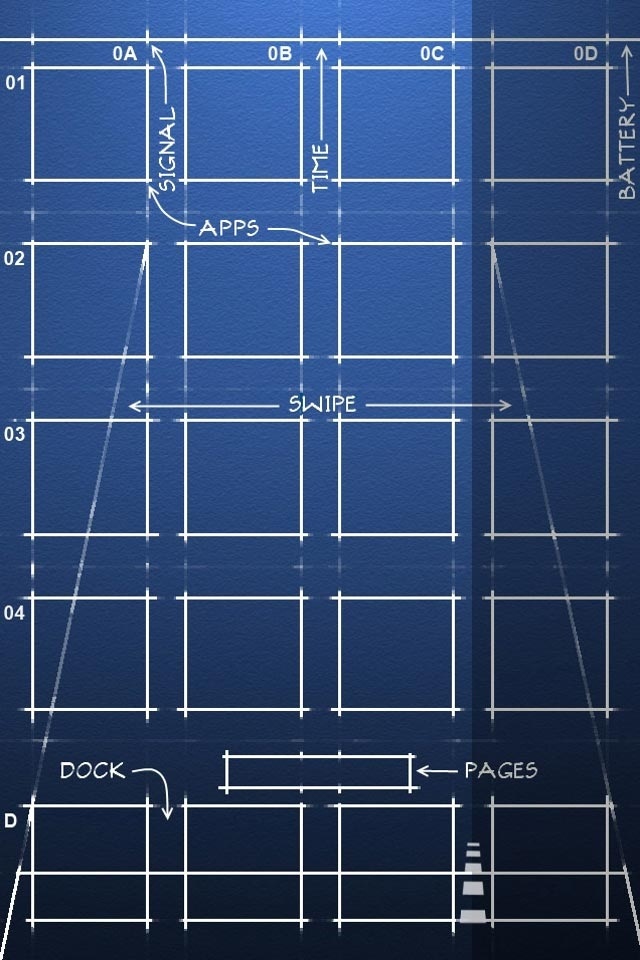 0A
0B
0C
0D
01
SIGNAL
TIME
BATTERY
APPS
02
SWIPE
03
04
DOCK
PAGES
D